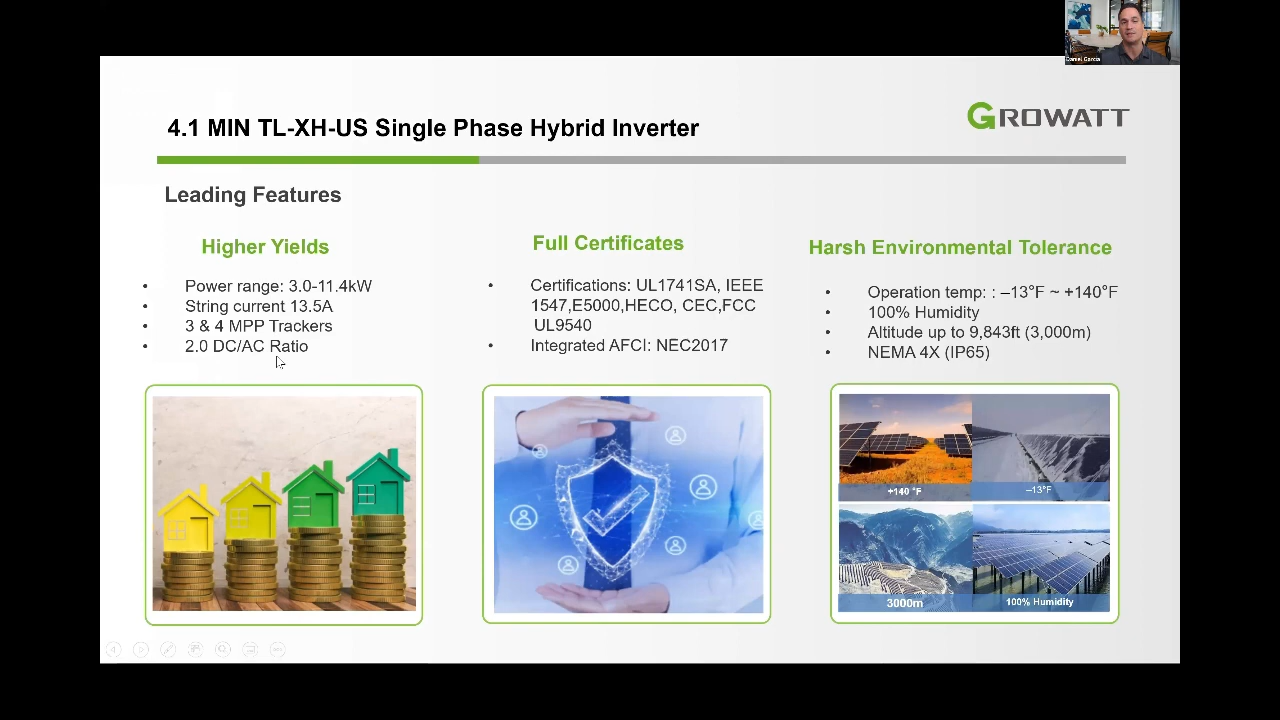 Daniel Garcia
GROWATT
4.1 MIN TL-XH-US Single Phase Hybrid Inverter
Leading Features
Higher Yields
• Power range: 3.0-11.4kW
• String current 13.5A
• 3 & 4 MPP Trackers
• 2.0 DC/AC Ratio
Full Certificates
• Certifications: UL1741SA, IEEE
1547,E5000,HECO, CEC,FCC
UL9540
• Integrated AFCI: NEC2017
Harsh Environmental Tolerance
• Operation temp: : –13°F ~ +140°F
• 100% Humidity
• Altitude up to 9,843ft (3,000m)
• NEMA 4X (IP65)
+140 °F
–13°F
3000m
100% Humidity